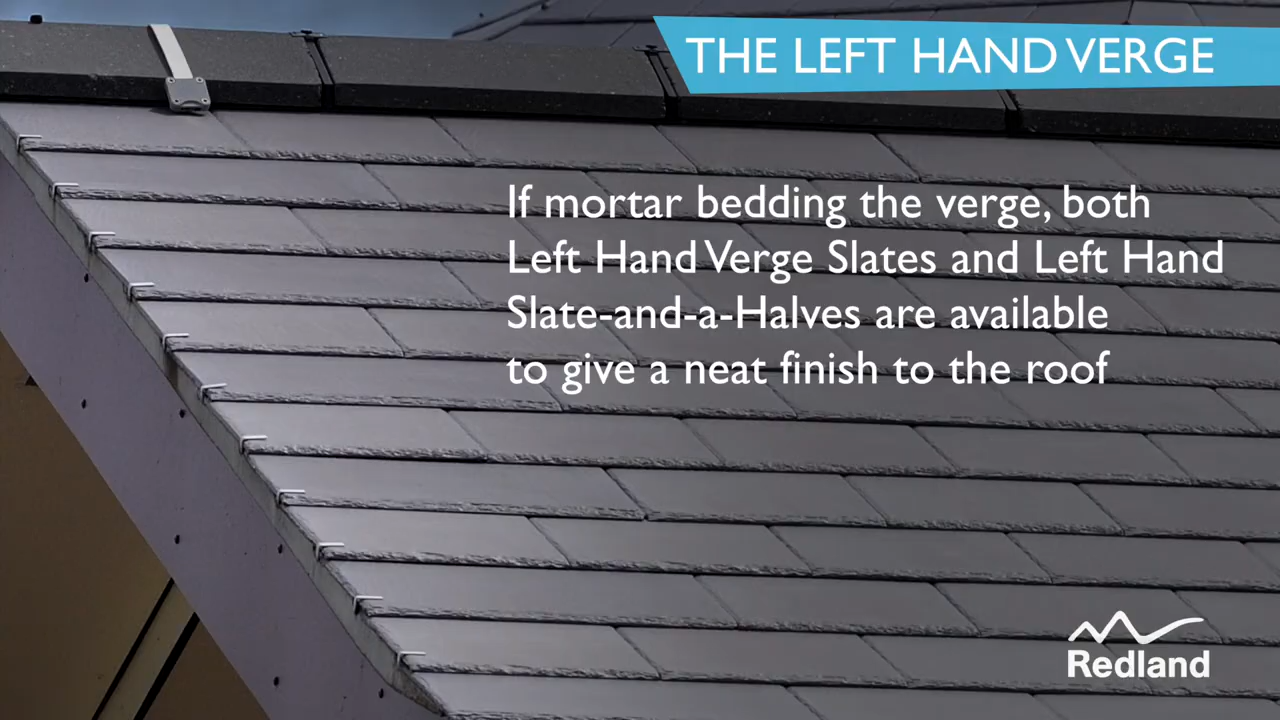 THE LEFT HAND VERGE
If mortar bedding the verge, both
Left Hand Verge Slates and Left Hand
Slate-and-a-Halves are available
to give a neat finish to the roof
Redland